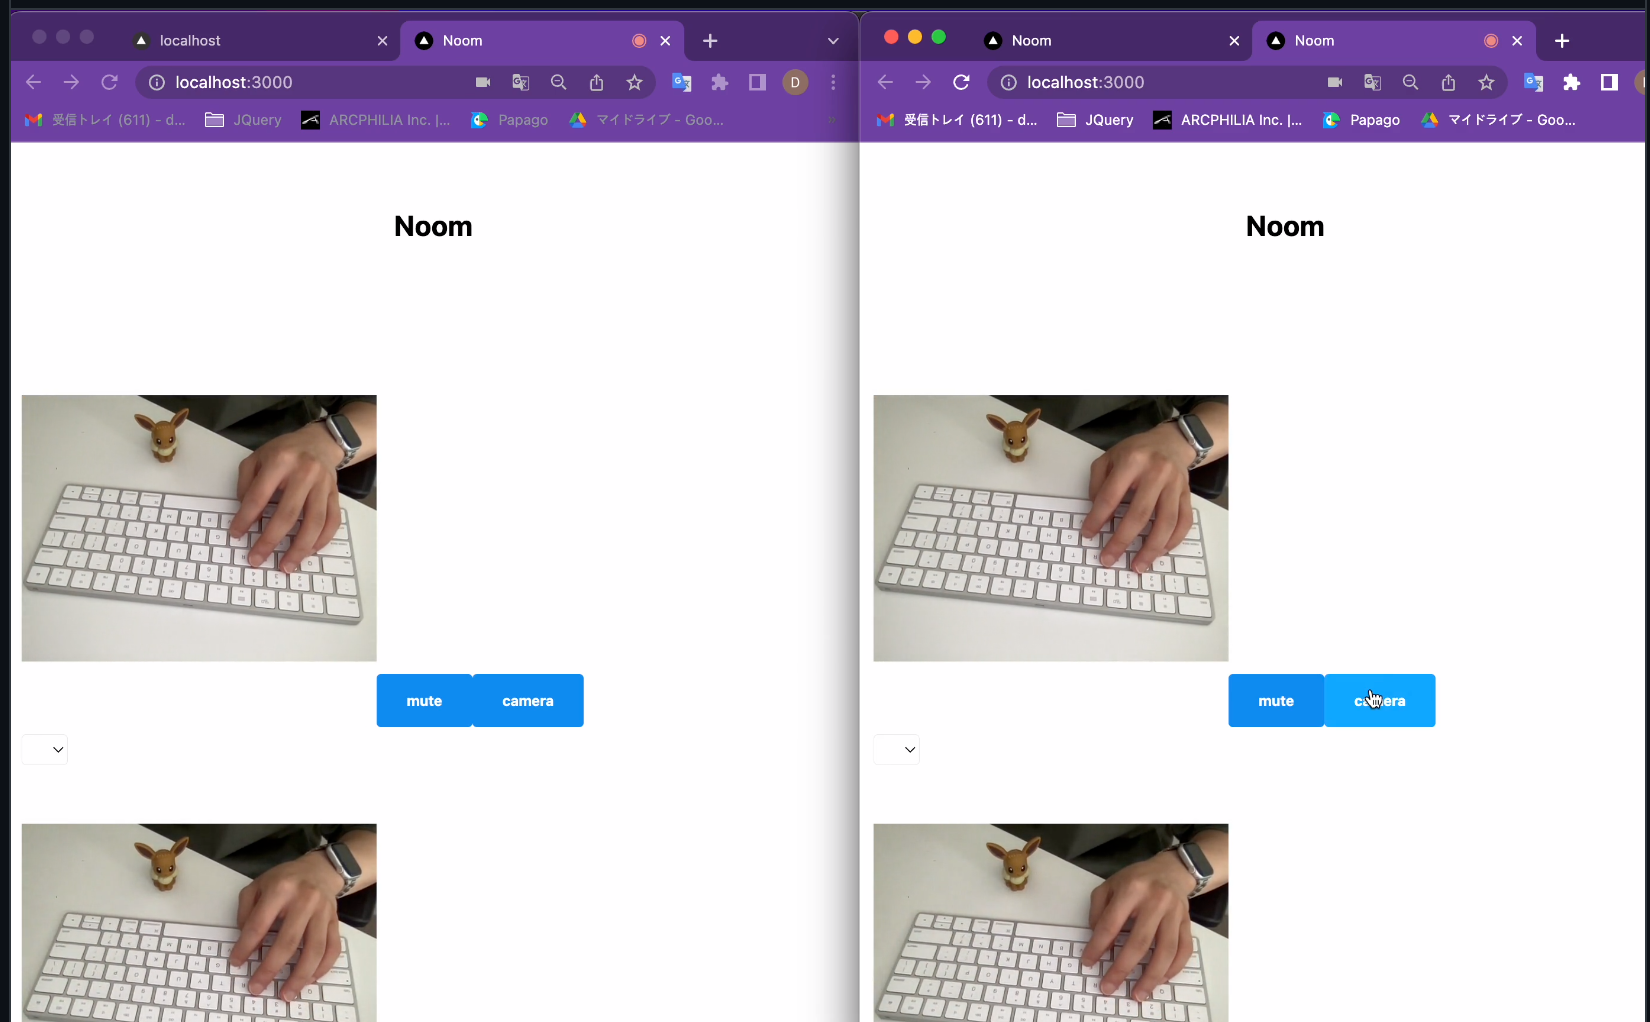 localhost
Noom
localhost:3000
D
受信トレイ (611) - d...
JQuery
ARCPHILIA Inc. |...
Papago
マイドライブ - Goo...
Noom
mute
camera
Noom
Noom
localhost:3000
受信トレイ (611) - d...
JQuery
ARCPHILIA Inc. |...
Papago
マイドライブ - Goo...
Noom
mute
camera